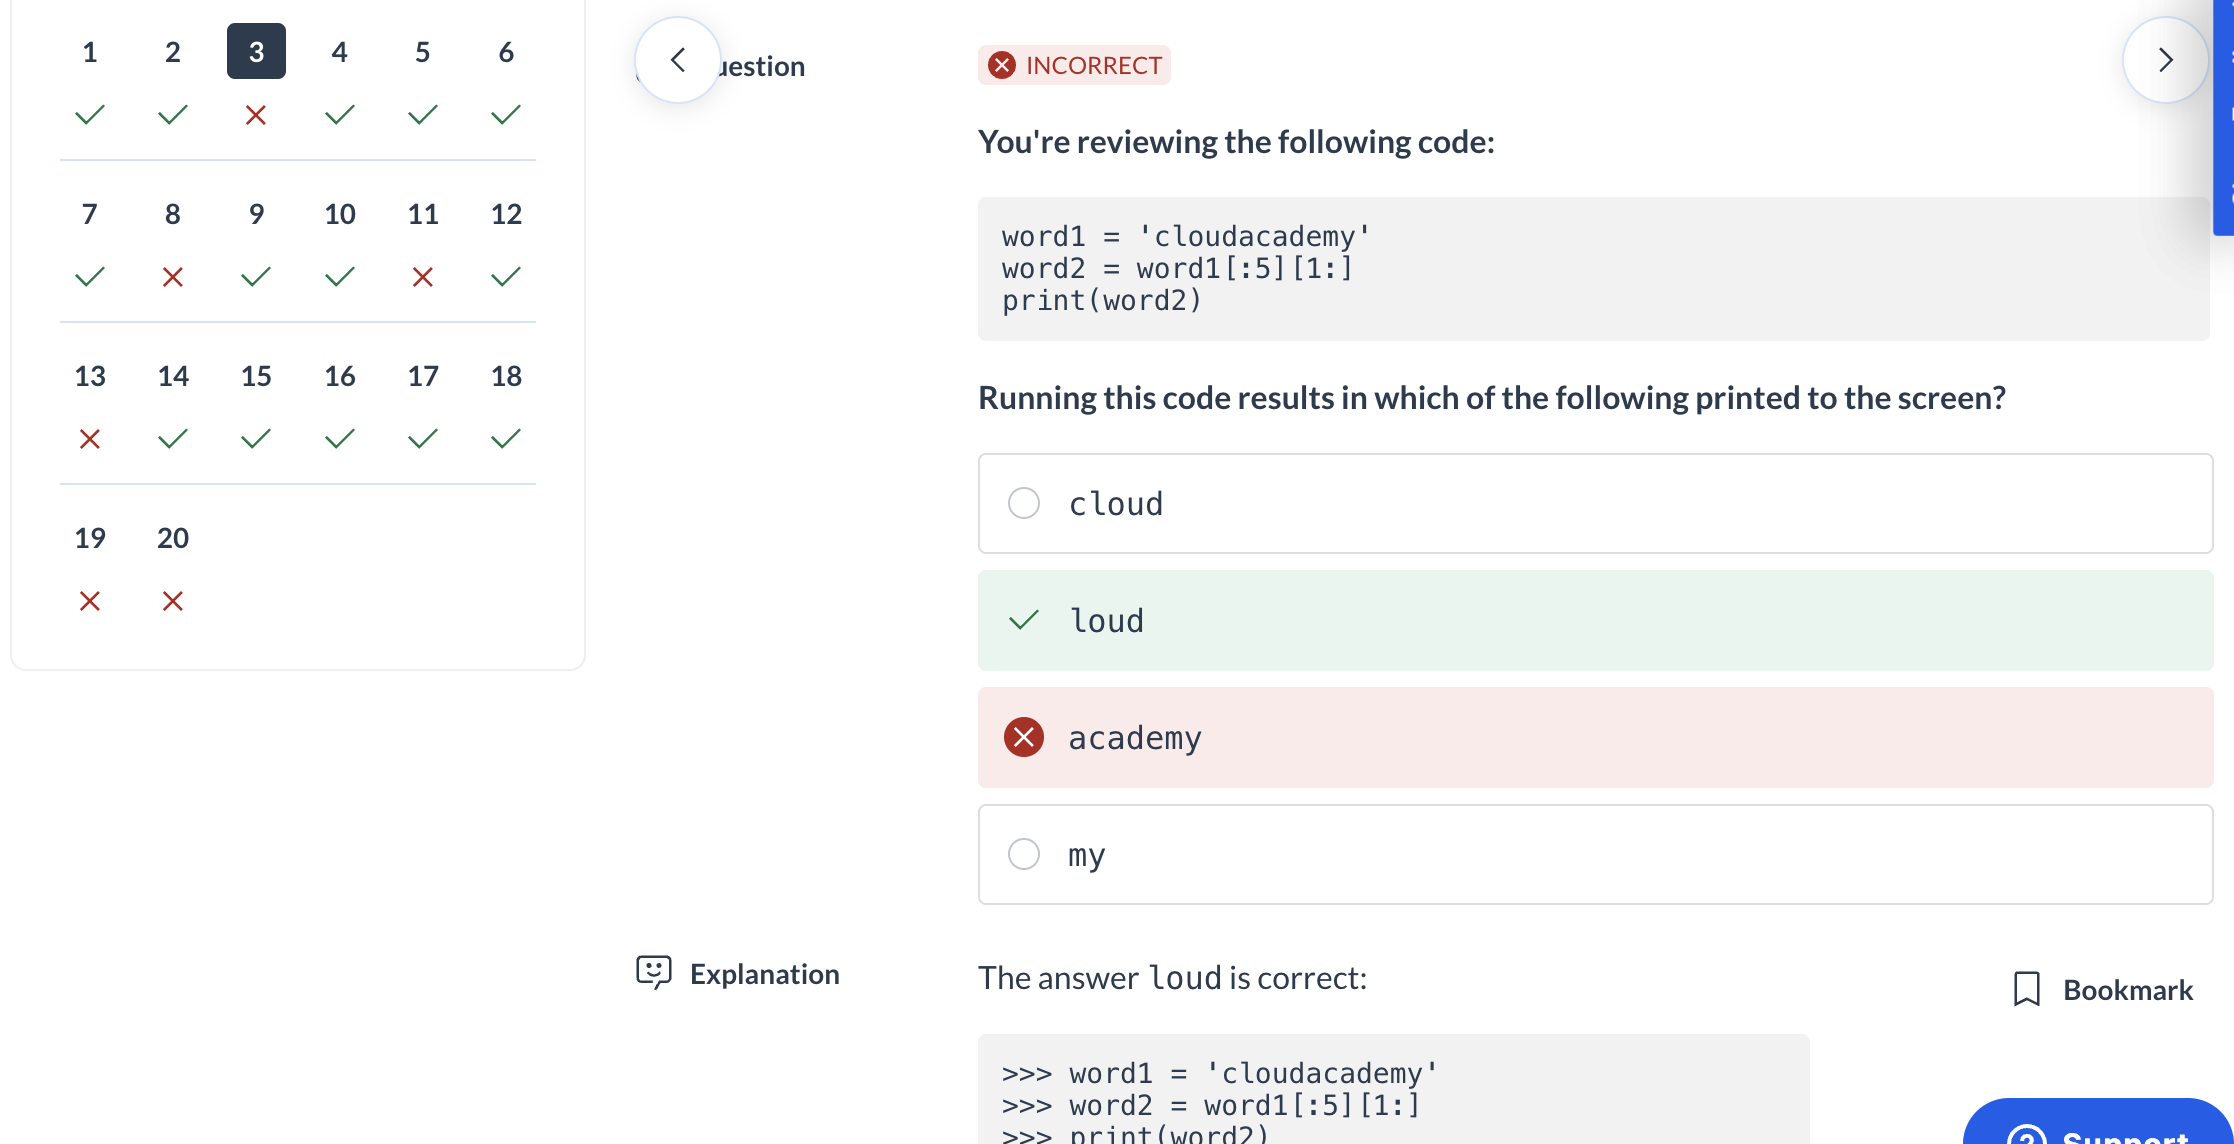 1 2 3 4 5 6
7 8 9 10 11 12
13 14 15 16 17 18
19 20
INCORRECT
You're reviewing the following code:
word1 = 'cloudacademy'
word2 = word1[:5][1:]
print(word2)
Running this code results in which of the following printed to the screen?
cloud
loud
academy
my
Explanation
The answer loud is correct:
Bookmark
>>> word1 = 'cloudacademy'
>>> word2 = word1[:5][1:]
>>> print(word2)
Support